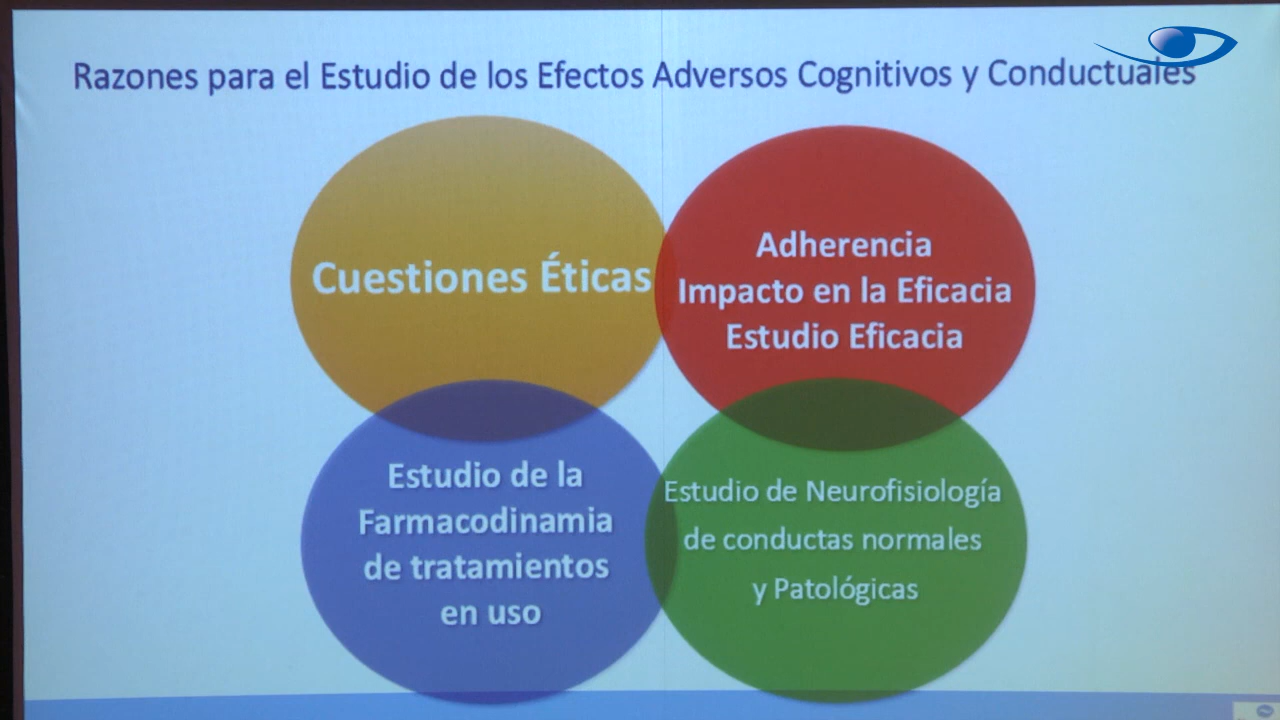 Razones para el Estudio de los Efectos Adversos Cognitivos y Conductuales
Cuestiones Éticas
Adherencia
Impacto en la Eficacia
Estudio Eficacia
Estudio de la
Farmacodinamia
de tratamientos
en uso
Estudio de Neurofisiología
de conductas normales
y Patológicas